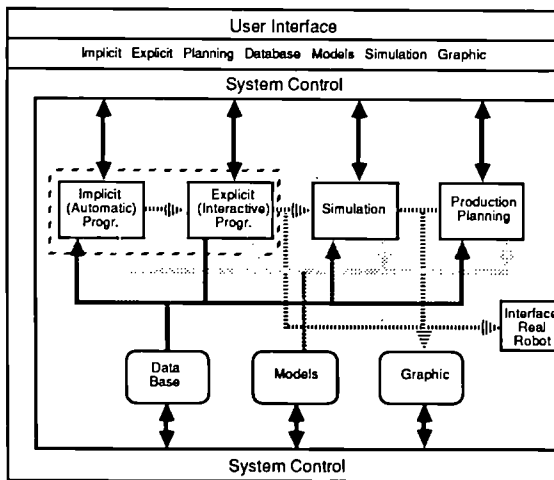 User Interface
Implicit Explicit Planning Database Models Simulation Graphic
System Control
Implicit
(Automatic)
Progr.
Explicit
(Interactive)
Progr.
Simulation
Production
Planning
Interface
Real
Robot
Data
Base
Models
Graphic
System Control